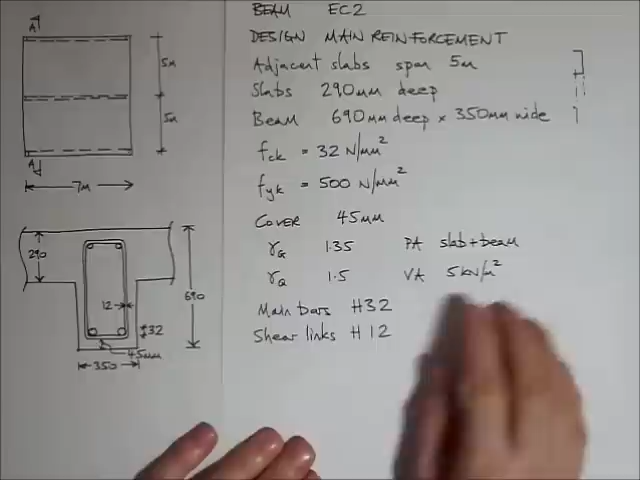 BEAM EC2
DESIGN MAIN REINFORCEMENT
Adjacent slabs span 5m
Slabs 290mm deep
Beam 690mm deep x 350mm wide
fck = 32 N/mm²
fyk = 500 N/mm²
COVER 45mm
γG 1.35 PA slab+beam
γQ 1.5 VA 5kN/m²
Main bars H32
Shear links H12
A
5m
5m
A
7m
290
690
12
32
45mm
350